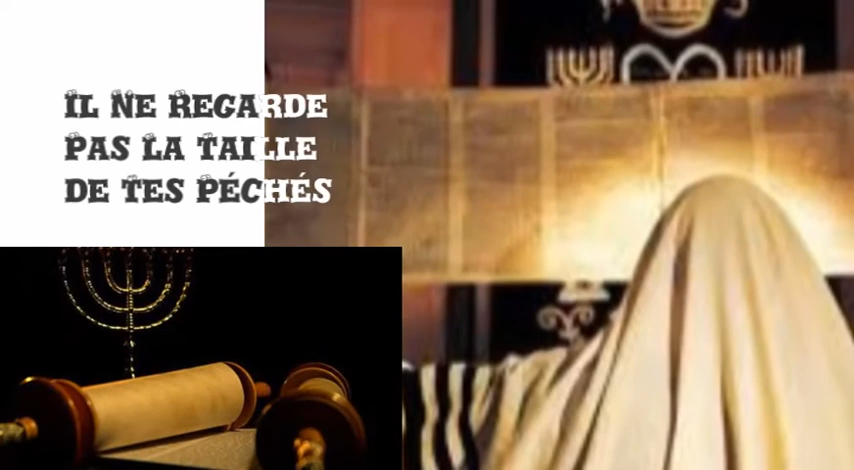 IL NE REGARDE
PAS LA TAILLE
DE TES PÉCHÉS